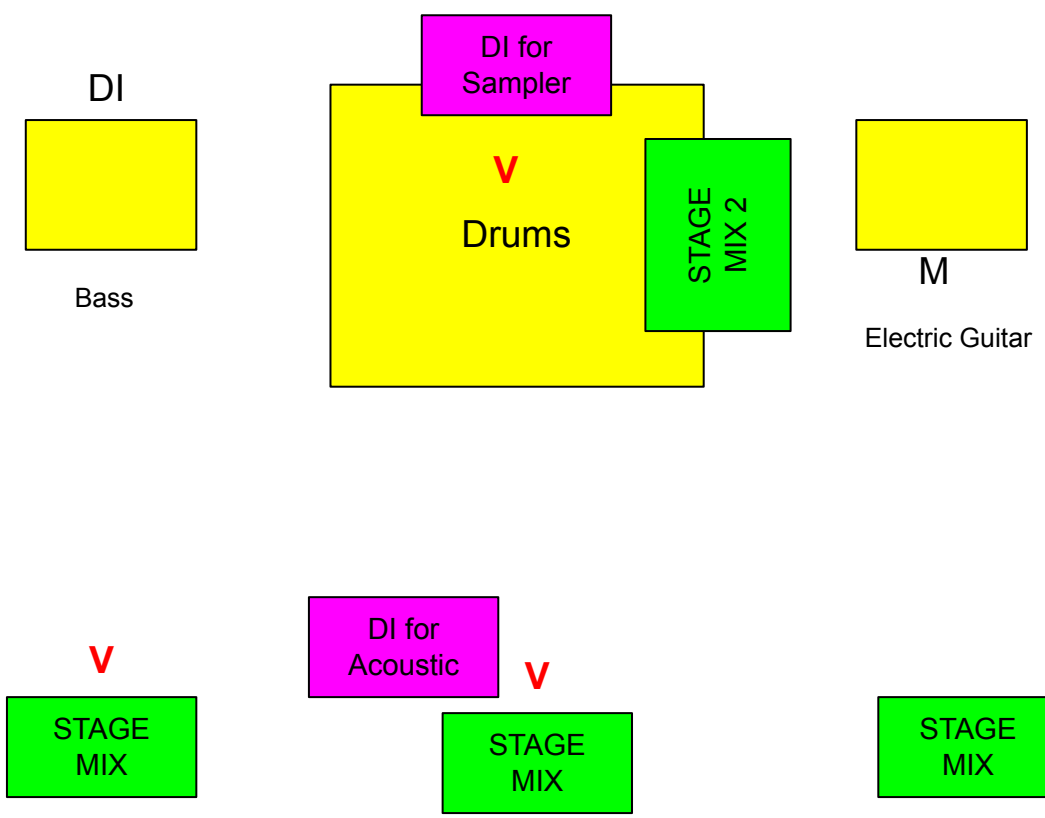 DI for
Sampler
DI
V
Drums
STAGE
MIX 2
M
Bass
Electric Guitar
DI for
Acoustic
V
V
STAGE
MIX
STAGE
MIX
STAGE
MIX